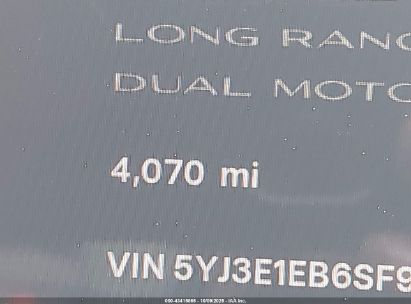 LONG RANG
DUAL MOTO
4,070 mi
VIN 5YJ3E1EB6SF9